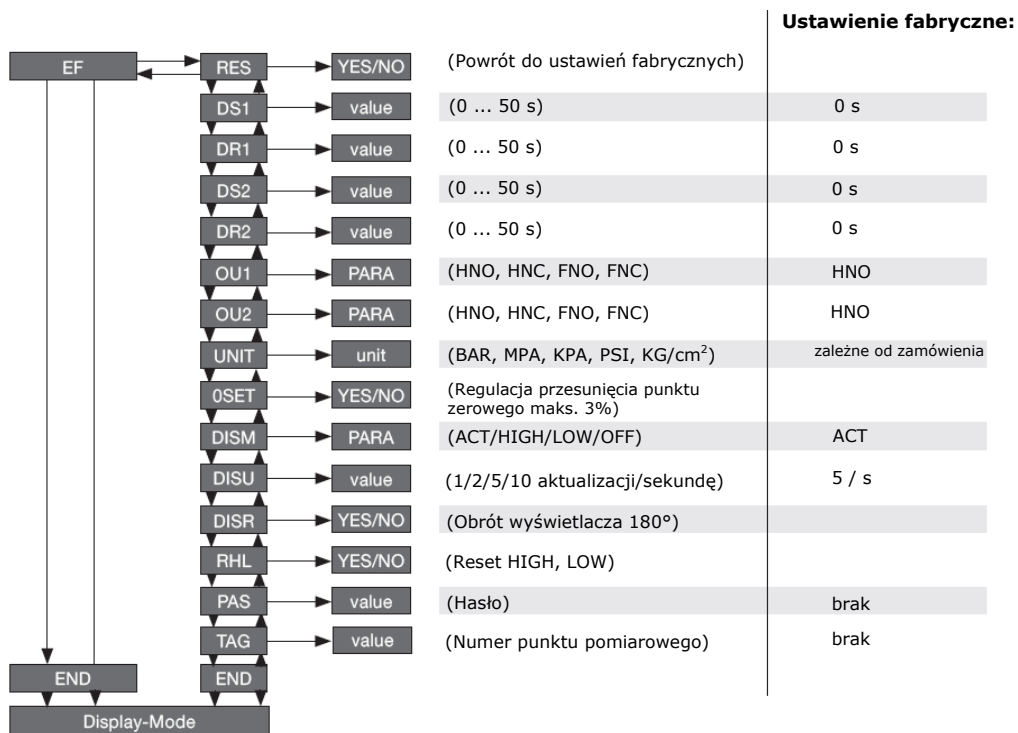 Ustawienie fabryczne:
EF RES YES/NO (Powrót do ustawień fabrycznych)
DS1 value (0 ... 50 s) 0 s
DR1 value (0 ... 50 s) 0 s
DS2 value (0 ... 50 s) 0 s
DR2 value (0 ... 50 s) 0 s
OU1 PARA (HNO, HNC, FNO, FNC) HNO
OU2 PARA (HNO, HNC, FNO, FNC) HNO
UNIT unit (BAR, MPA, KPA, PSI, KG/cm²) zależne od zamówienia
0SET YES/NO (Regulacja przesunięcia punktu
zerowego maks. 3%)
DISM PARA (ACT/HIGH/LOW/OFF) ACT
DISU value (1/2/5/10 aktualizacji/sekundę) 5 / s
DISR YES/NO (Obrót wyświetlacza 180°)
RHL YES/NO (Reset HIGH, LOW)
PAS value (Hasło) brak
TAG value (Numer punktu pomiarowego) brak
END END
Display-Mode